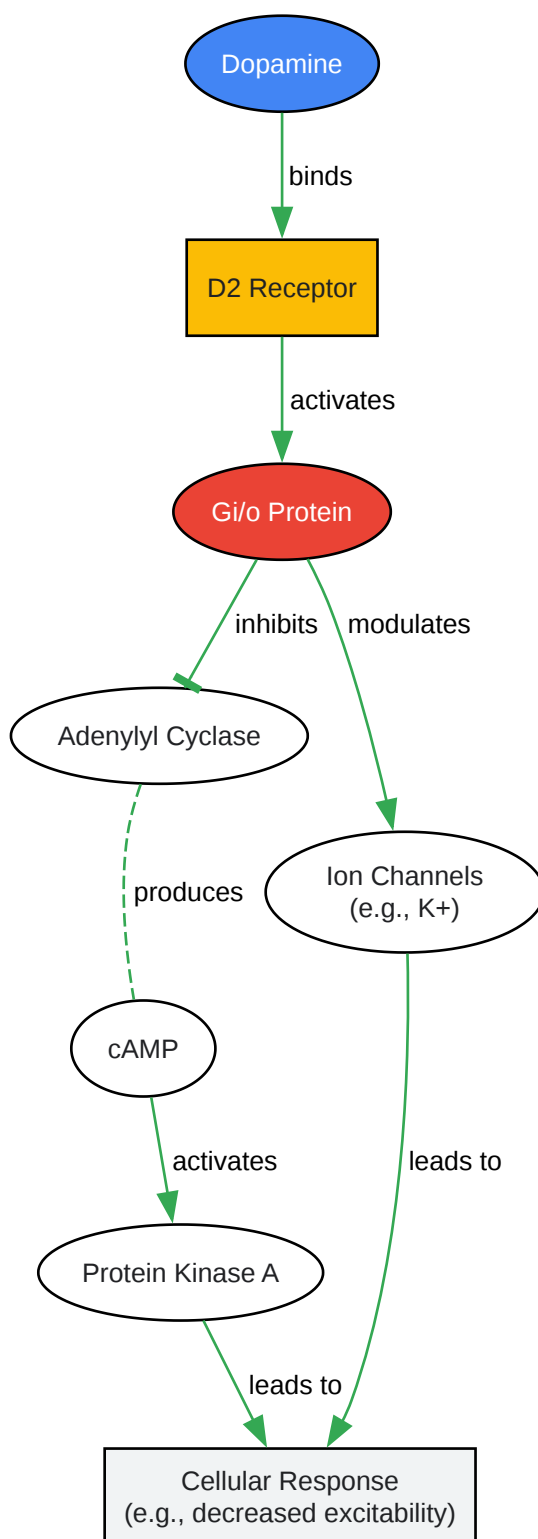 Dopamine
binds
D2 Receptor
activates
Gi/o Protein
inhibits
modulates
Adenylyl Cyclase
produces
Ion Channels
(e.g., K+)
cAMP
activates
leads to
Protein Kinase A
leads to
Cellular Response
(e.g., decreased excitability)